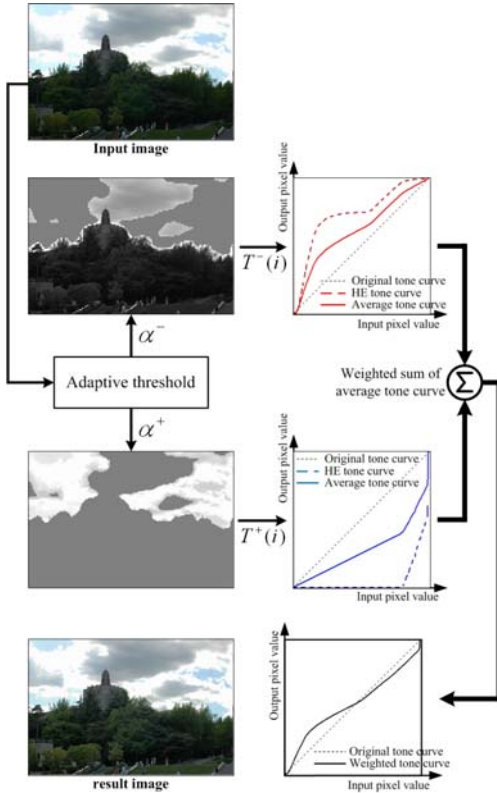 Input image
Output pixel value
T⁻(i)
Original tone curve
HE tone curve
Average tone curve
Input pixel value
α⁻
Adaptive threshold
α⁺
Weighted sum of
average tone curve
Σ
Output pixel value
Original tone curve
HE tone curve
Average tone curve
T⁺(i)
Input pixel value
Output pixel value
Original tone curve
Weighted tone curve
Input pixel value
result image